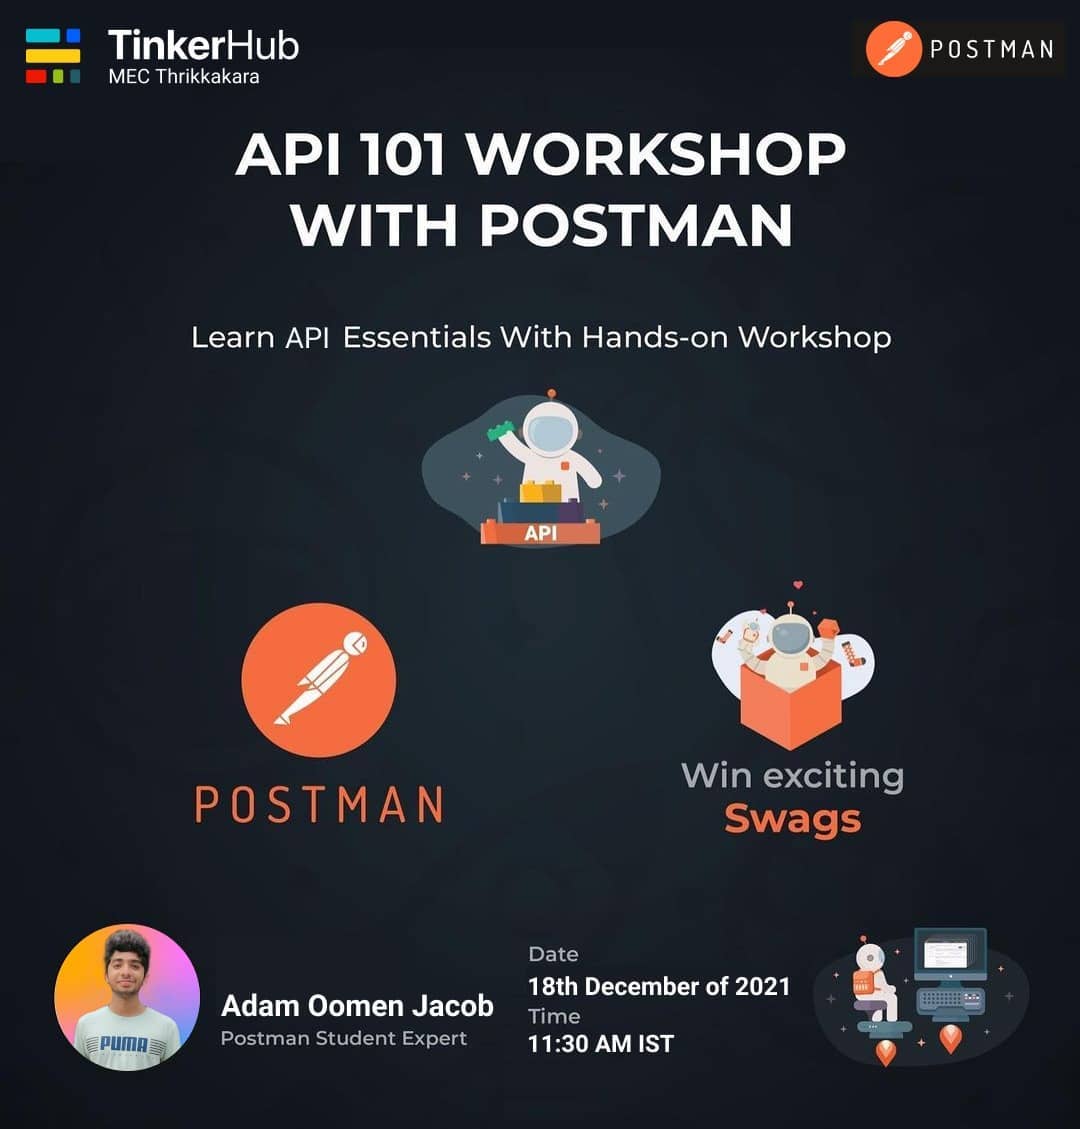 TinkerHub
MEC Thrikkakara
POSTMAN
API 101 WORKSHOP
WITH POSTMAN
Learn API Essentials With Hands-on Workshop
API
POSTMAN
Win exciting
Swags
PUMA
Adam Oomen Jacob
Postman Student Expert
Date
18th December of 2021
Time
11:30 AM IST